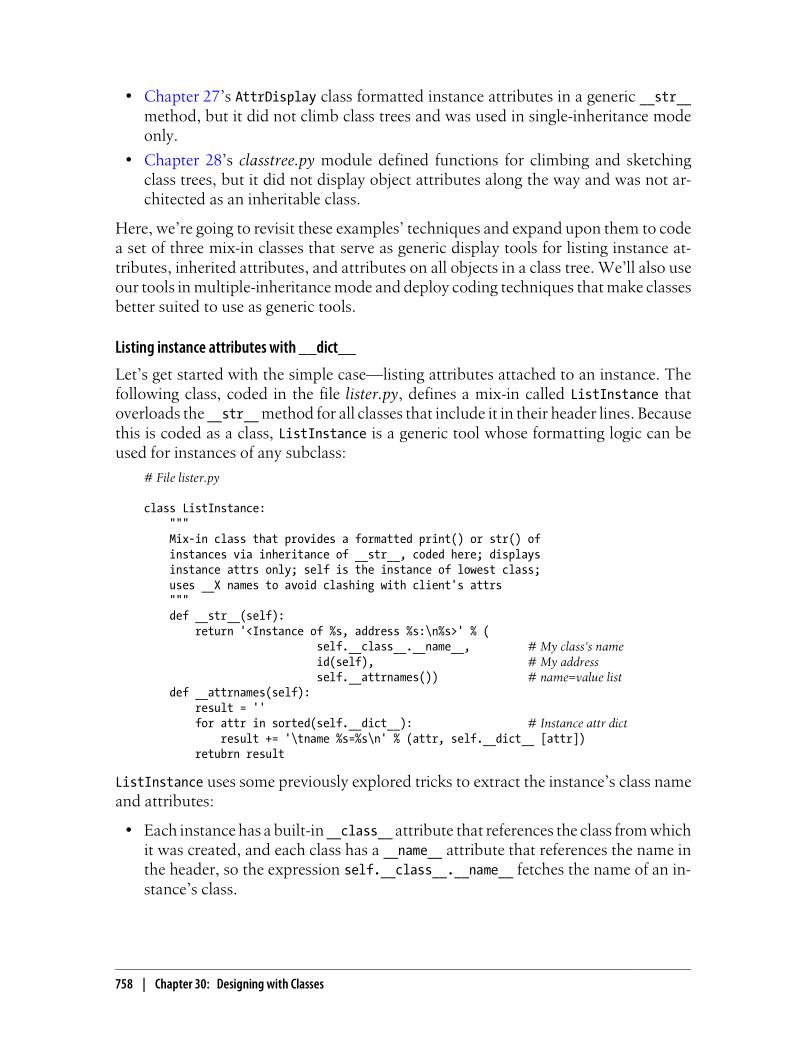 • Chapter 27's AttrDisplay class formatted instance attributes in a generic __str__
method, but it did not climb class trees and was used in single-inheritance mode
only.
• Chapter 28's classtree.py module defined functions for climbing and sketching
class trees, but it did not display object attributes along the way and was not ar-
chitected as an inheritable class.
Here, we're going to revisit these examples' techniques and expand upon them to code
a set of three mix-in classes that serve as generic display tools for listing instance at-
tributes, inherited attributes, and attributes on all objects in a class tree. We'll also use
our tools in multiple-inheritance mode and deploy coding techniques that make classes
better suited to use as generic tools.
Listing instance attributes with __dict__
Let's get started with the simple case—listing attributes attached to an instance. The
following class, coded in the file lister.py, defines a mix-in called ListInstance that
overloads the __str__ method for all classes that include it in their header lines. Because
this is coded as a class, ListInstance is a generic tool whose formatting logic can be
used for instances of any subclass:
# File lister.py
class ListInstance:
    """
    Mix-in class that provides a formatted print() or str() of
    instances via inheritance of __str__, coded here; displays
    instance attrs only; self is the instance of lowest class;
    uses __X names to avoid clashing with client's attrs
    """
    def __str__(self):
        return '<Instance of %s, address %s:\n%s>' % (
                           self.__class__.__name__,         # My class's name
                           id(self),                        # My address
                           self.__attrnames())              # name=value list
    def __attrnames(self):
        result = ''
        for attr in sorted(self.__dict__):                  # Instance attr dict
            result += '\tname %s=%s\n' % (attr, self.__dict__ [attr])
        retubrn result
ListInstance uses some previously explored tricks to extract the instance's class name
and attributes:
• Each instance has a built-in __class__ attribute that references the class from which
it was created, and each class has a __name__ attribute that references the name in
the header, so the expression self.__class__.__name__ fetches the name of an in-
stance's class.
758 | Chapter 30: Designing with Classes